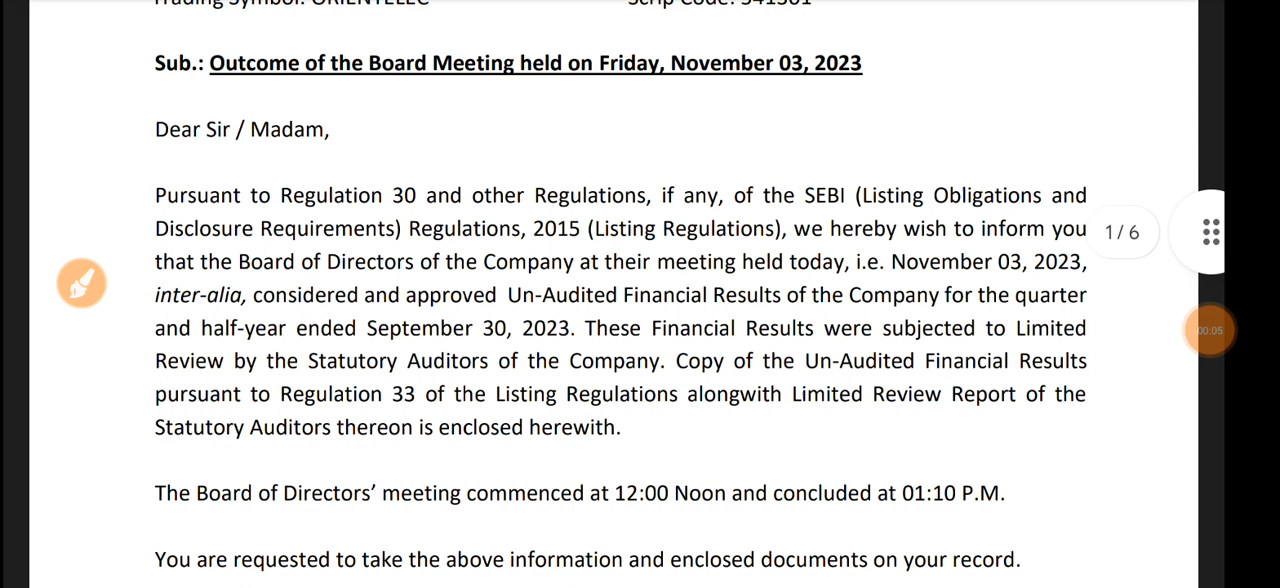 Trading Symbol: ORIENTELEC Scrip Code: 541301
Sub.: Outcome of the Board Meeting held on Friday, November 03, 2023
Dear Sir / Madam,
Pursuant to Regulation 30 and other Regulations, if any, of the SEBI (Listing Obligations and
Disclosure Requirements) Regulations, 2015 (Listing Regulations), we hereby wish to inform you
that the Board of Directors of the Company at their meeting held today, i.e. November 03, 2023,
inter-alia, considered and approved Un-Audited Financial Results of the Company for the quarter
and half-year ended September 30, 2023. These Financial Results were subjected to Limited
Review by the Statutory Auditors of the Company. Copy of the Un-Audited Financial Results
pursuant to Regulation 33 of the Listing Regulations alongwith Limited Review Report of the
Statutory Auditors thereon is enclosed herewith.
The Board of Directors’ meeting commenced at 12:00 Noon and concluded at 01:10 P.M.
You are requested to take the above information and enclosed documents on your record.
1 / 6
00:05